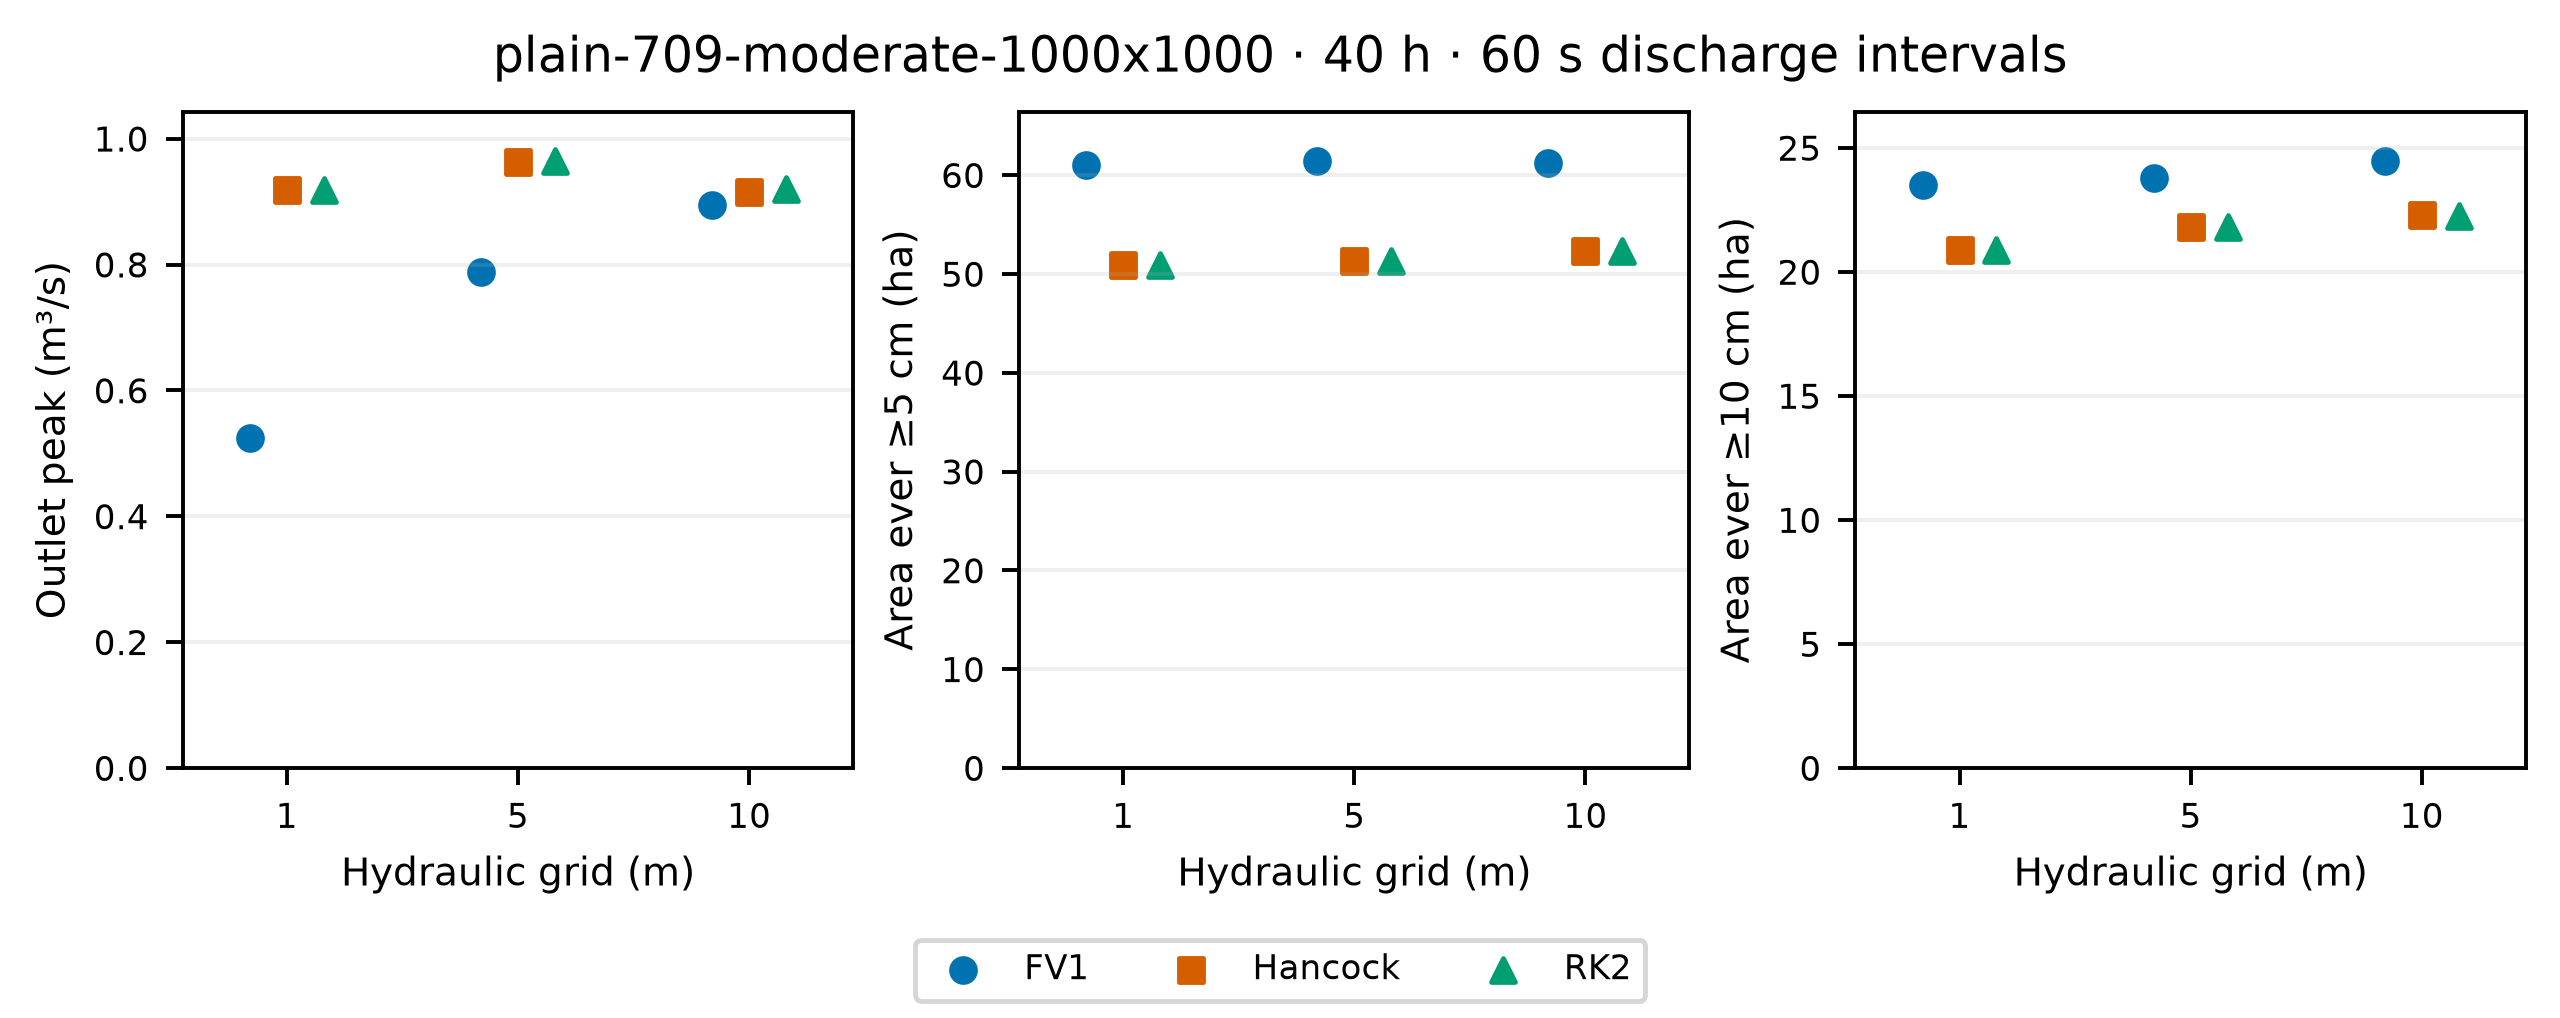 plain-709-moderate-1000x1000 · 40 h · 60 s discharge intervals
Outlet peak (m³/s)
1.0
0.8
0.6
0.4
0.2
0.0
1
5
10
Hydraulic grid (m)
Area ever ≥5 cm (ha)
60
50
40
30
20
10
0
1
5
10
Hydraulic grid (m)
Area ever ≥10 cm (ha)
25
20
15
10
5
0
1
5
10
Hydraulic grid (m)
FV1
Hancock
RK2